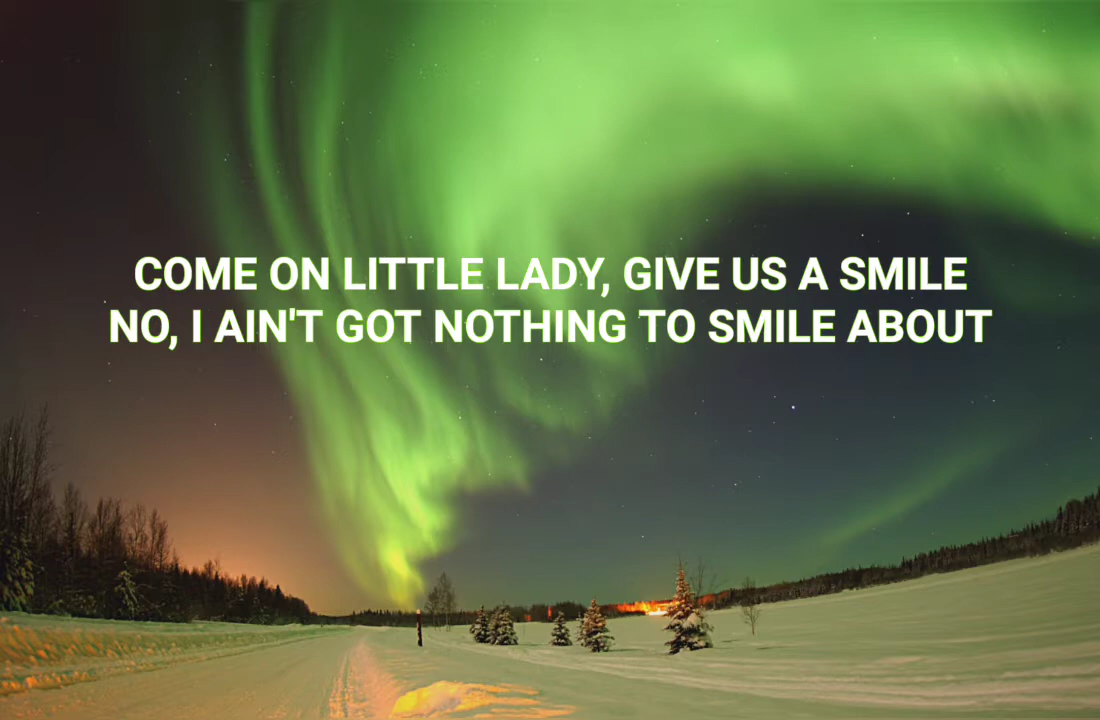 COME ON LITTLE LADY, GIVE US A SMILE
NO, I AIN'T GOT NOTHING TO SMILE ABOUT